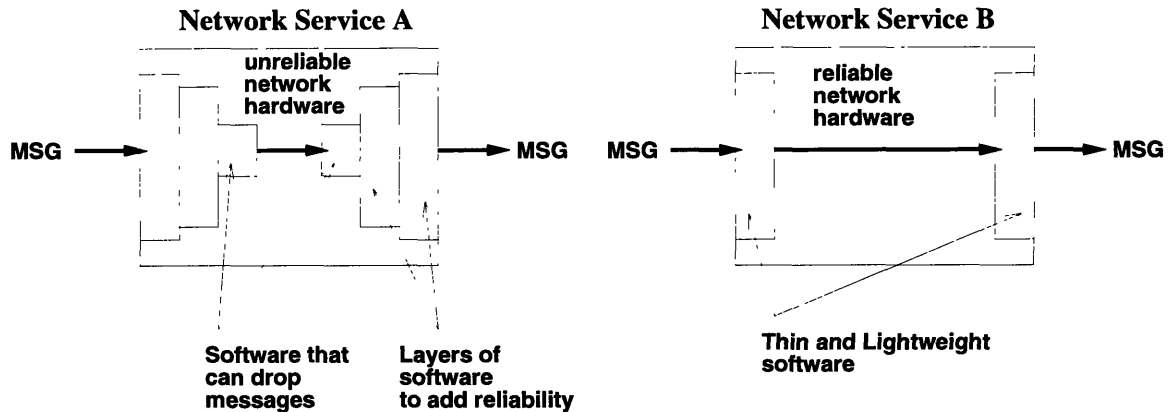 Network Service A
unreliable
network
hardware
MSG
MSG
Software that
can drop
messages
Layers of
software
to add reliability
Network Service B
reliable
network
hardware
MSG
MSG
Thin and Lightweight
software